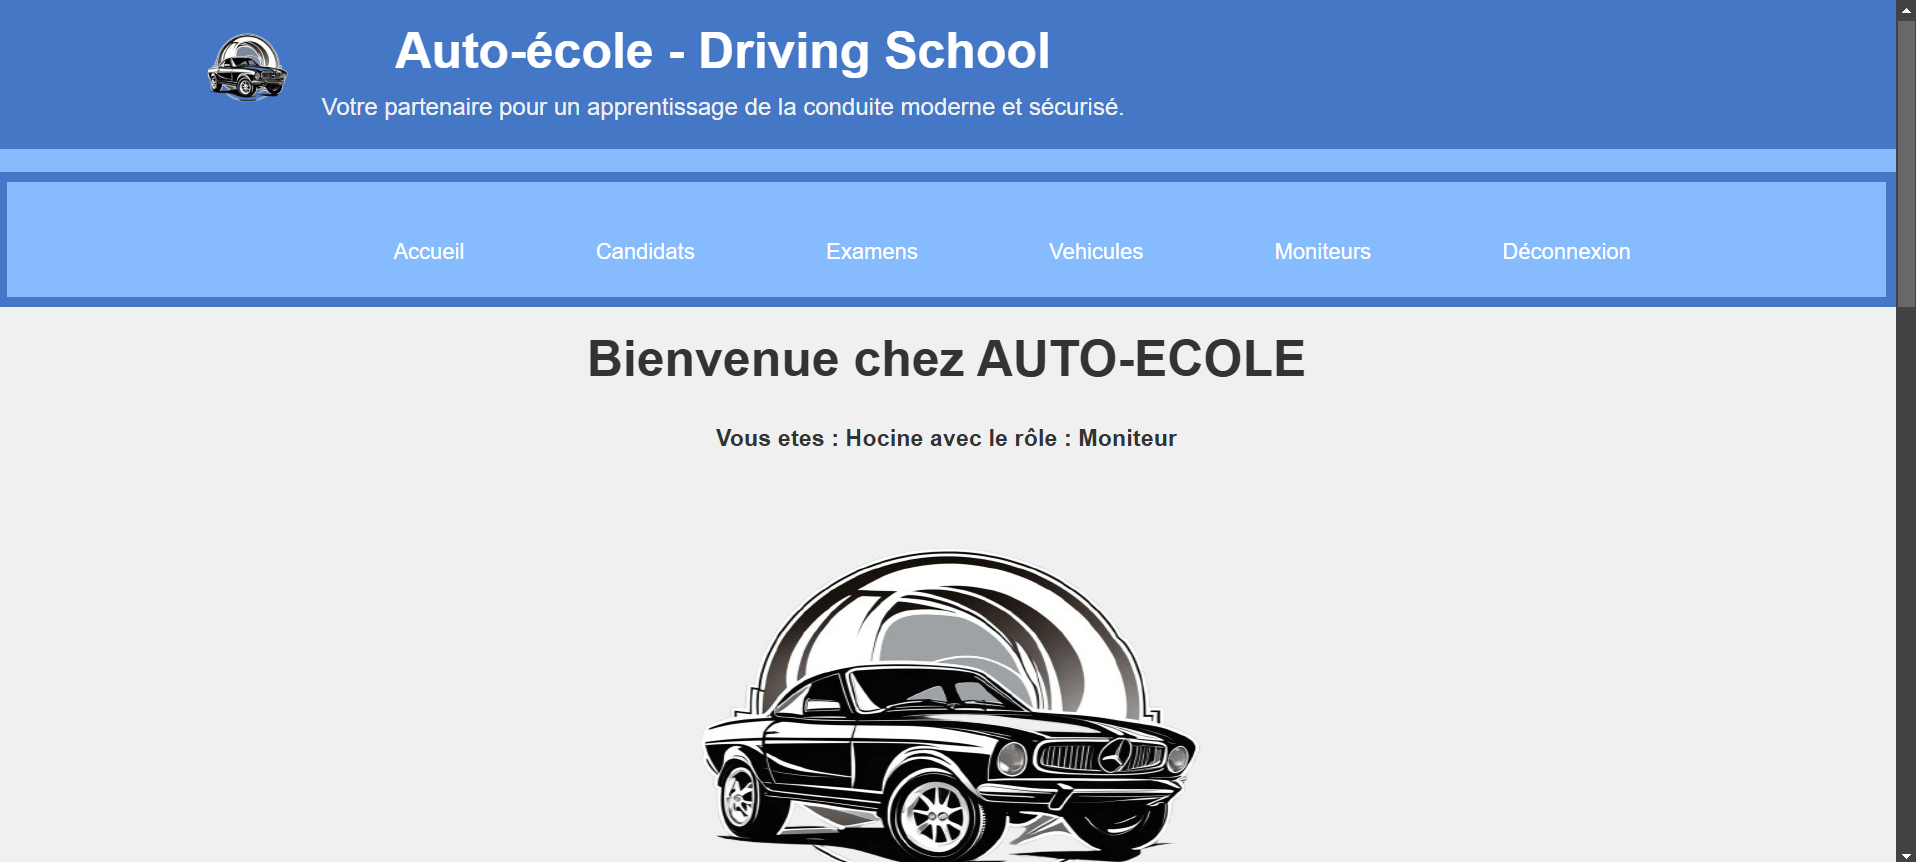 Auto-école - Driving School
Votre partenaire pour un apprentissage de la conduite moderne et sécurisé.
Accueil Candidats Examens Vehicules Moniteurs Déconnexion
Bienvenue chez AUTO-ECOLE
Vous etes : Hocine avec le rôle : Moniteur